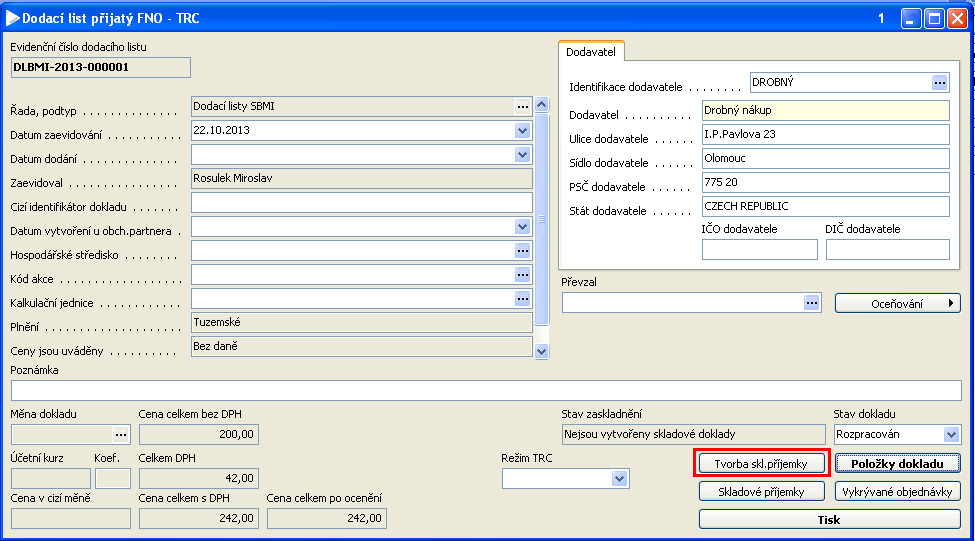 Dodací list přijatý FNO - TRC
1
Evidenční číslo dodacího listu
DLBMI-2013-000001
Řada, podtyp . . . . . . . . . . . . . Dodací listy SBMI ...
Datum zaevidování . . . . . . . . . . 22.10.2013
Datum dodání . . . . . . . . . . . . .
Zaevidoval . . . . . . . . . . . . . . . Rosulek Miroslav
Cizí identifikátor dokladu . . . . . . .
Datum vytvoření u obch.partnera .
Hospodářské středisko . . . . . . . . ...
Kód akce . . . . . . . . . . . . . . . . ...
Kalkulační jednice . . . . . . . . . . . ...
Plnění . . . . . . . . . . . . . . . . . . Tuzemské
Ceny jsou uváděny . . . . . . . . . . Bez daně
Dodavatel
Identifikace dodavatele . . . . . . . . DROBNÝ ...
Dodavatel . . . . . . . . . . Drobný nákup
Ulice dodavatele . . . . . . I.P.Pavlova 23
Sídlo dodavatele . . . . . . Olomouc
PSČ dodavatele . . . . . . 775 20
Stát dodavatele . . . . . . CZECH REPUBLIC
IČO dodavatele DIČ dodavatele
Převzal
...
Oceňování
Poznámka
Měna dokladu Cena celkem bez DPH Stav zaskladnění Stav dokladu
... 200,00 Nejsou vytvořeny skladové doklady Rozpracován
Účetní kurz Koef. Celkem DPH Režim TRC Tvorba skl.příjemky Položky dokladu
42,00
Skladové příjemky Vykrývané objednávky
Cena v cizí měně Cena celkem s DPH Cena celkem po ocenění
242,00 242,00 Tisk